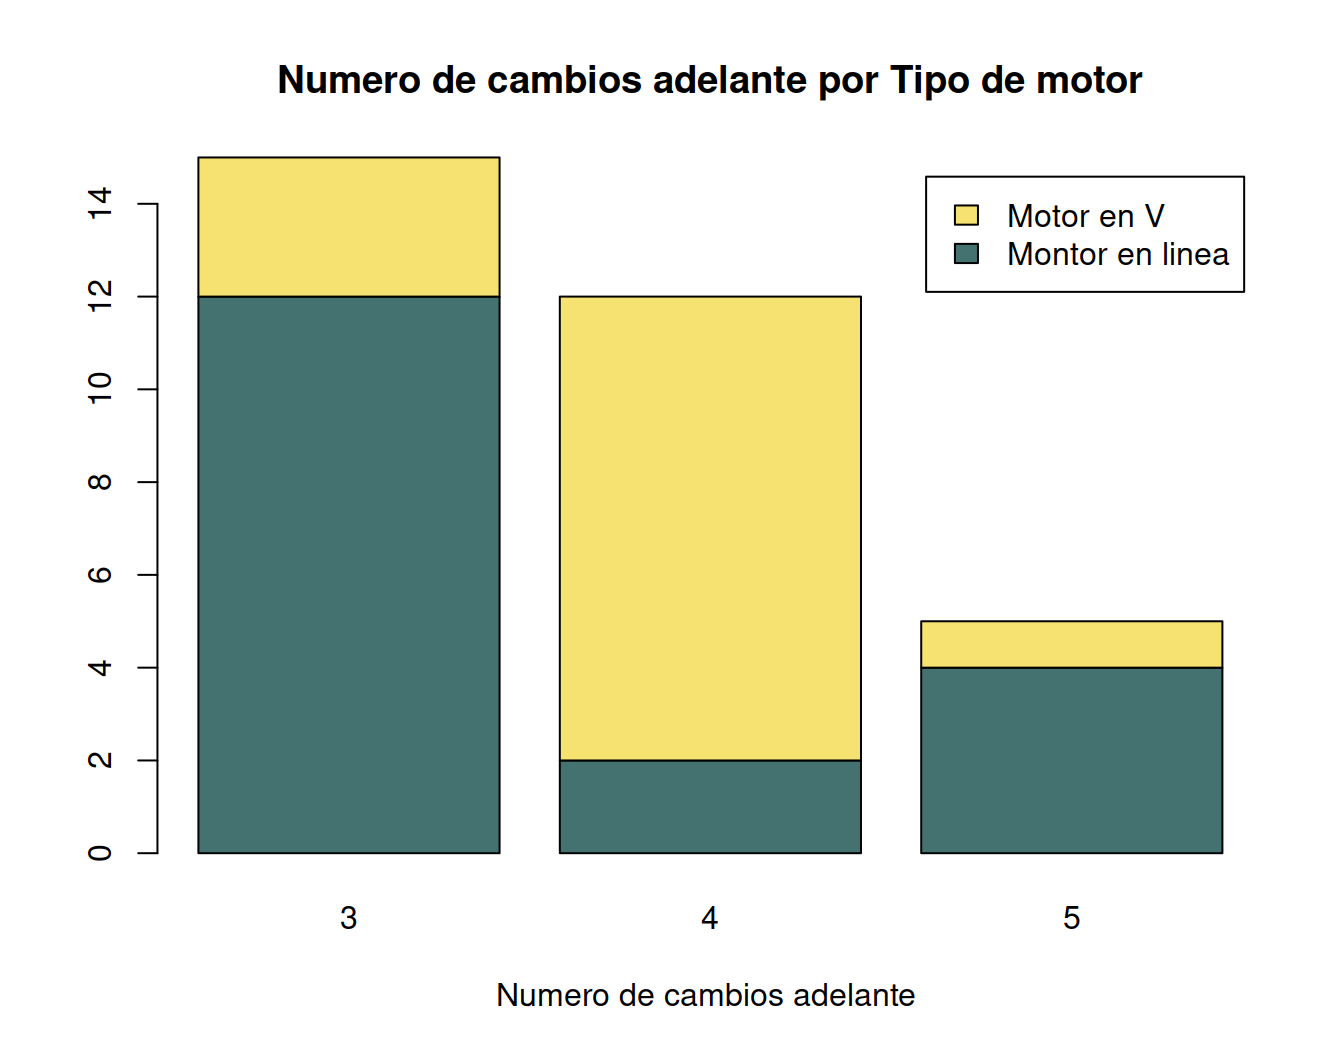 Numero de cambios adelante por Tipo de motor
Motor en V
Montor en linea
14
12
10
8
6
4
2
0
3 4 5
Numero de cambios adelante